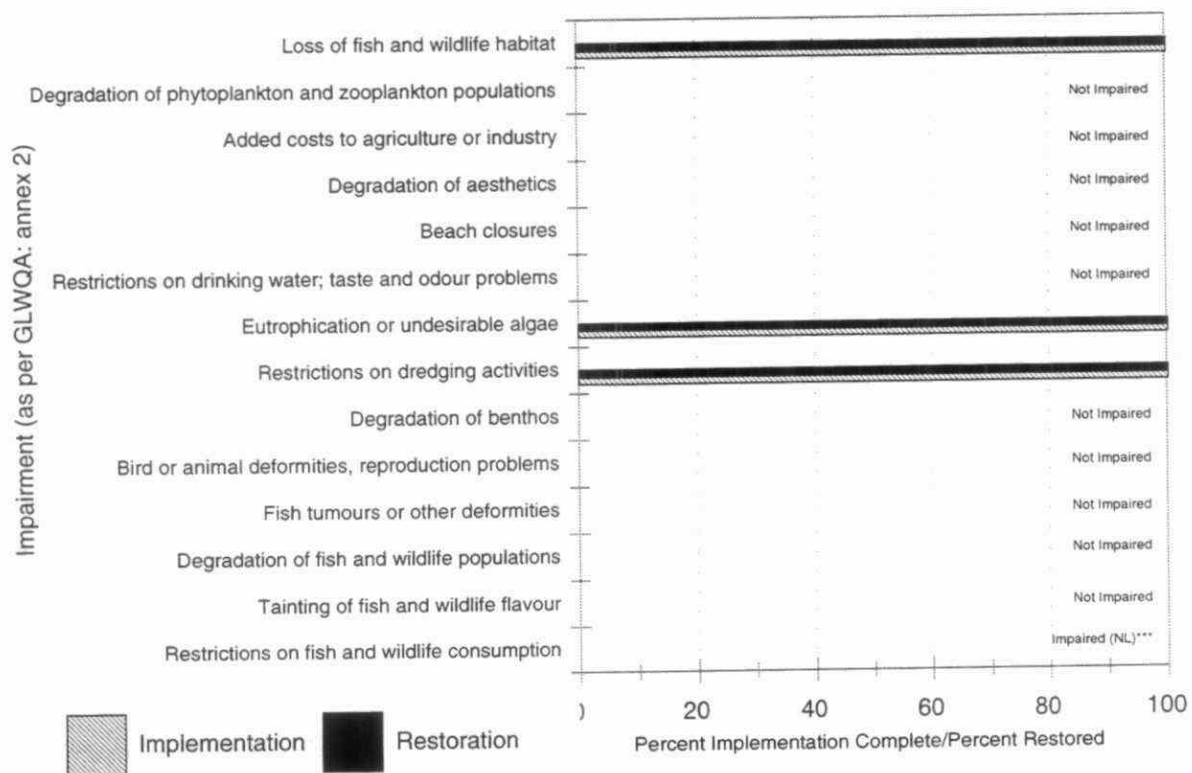 Impairment (as per GLWQA: annex 2)
Loss of fish and wildlife habitat
Degradation of phytoplankton and zooplankton populations Not Impaired
Added costs to agriculture or industry Not Impaired
Degradation of aesthetics Not Impaired
Beach closures Not Impaired
Restrictions on drinking water; taste and odour problems Not Impaired
Eutrophication or undesirable algae
Restrictions on dredging activities
Degradation of benthos Not Impaired
Bird or animal deformities, reproduction problems Not Impaired
Fish tumours or other deformities Not Impaired
Degradation of fish and wildlife populations Not Impaired
Tainting of fish and wildlife flavour Not Impaired
Restrictions on fish and wildlife consumption Impaired (NL)***
20 40 60 80 100
Percent Implementation Complete/Percent Restored
Implementation Restoration